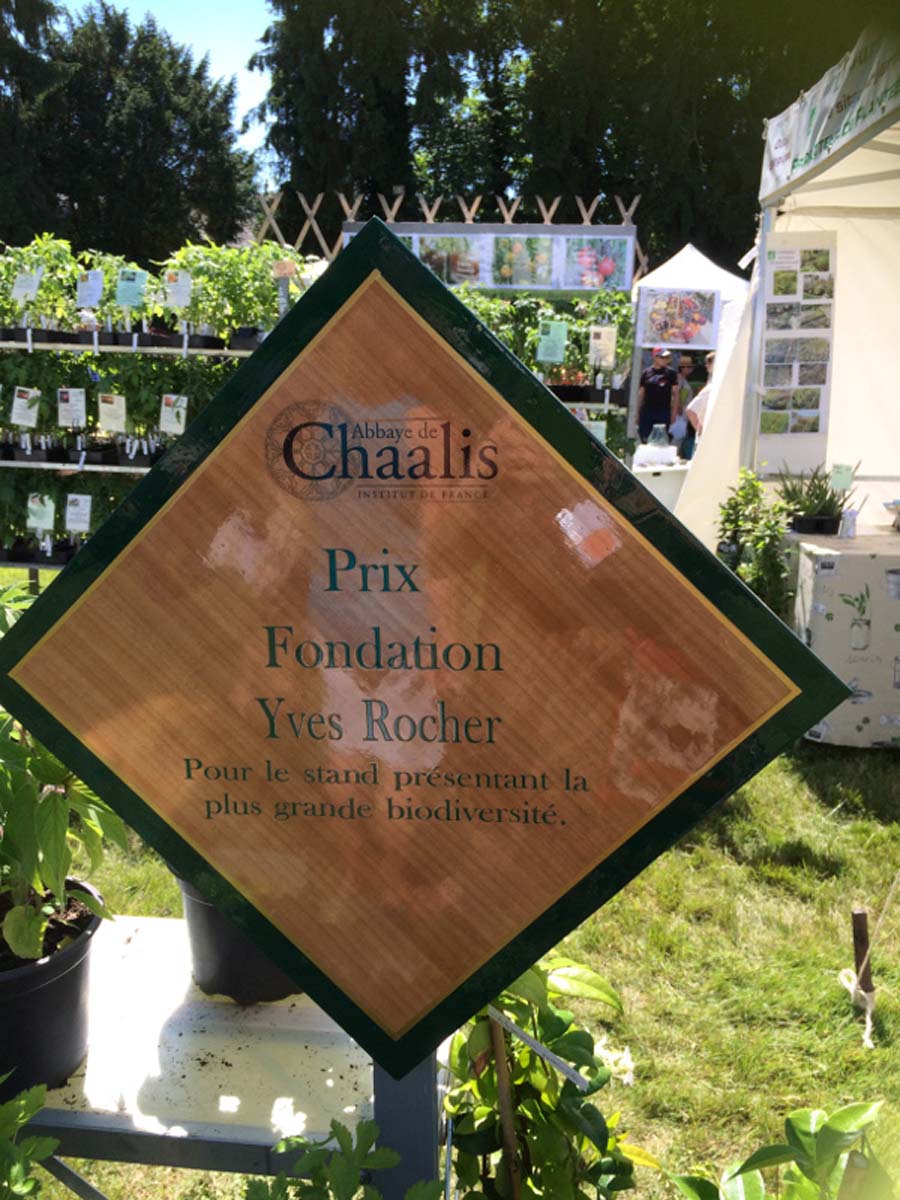 Abbaye de
Chaalis
INSTITUT DE FRANCE
Prix
Fondation
Yves Rocher
Pour le stand présentant la
plus grande biodiversité.